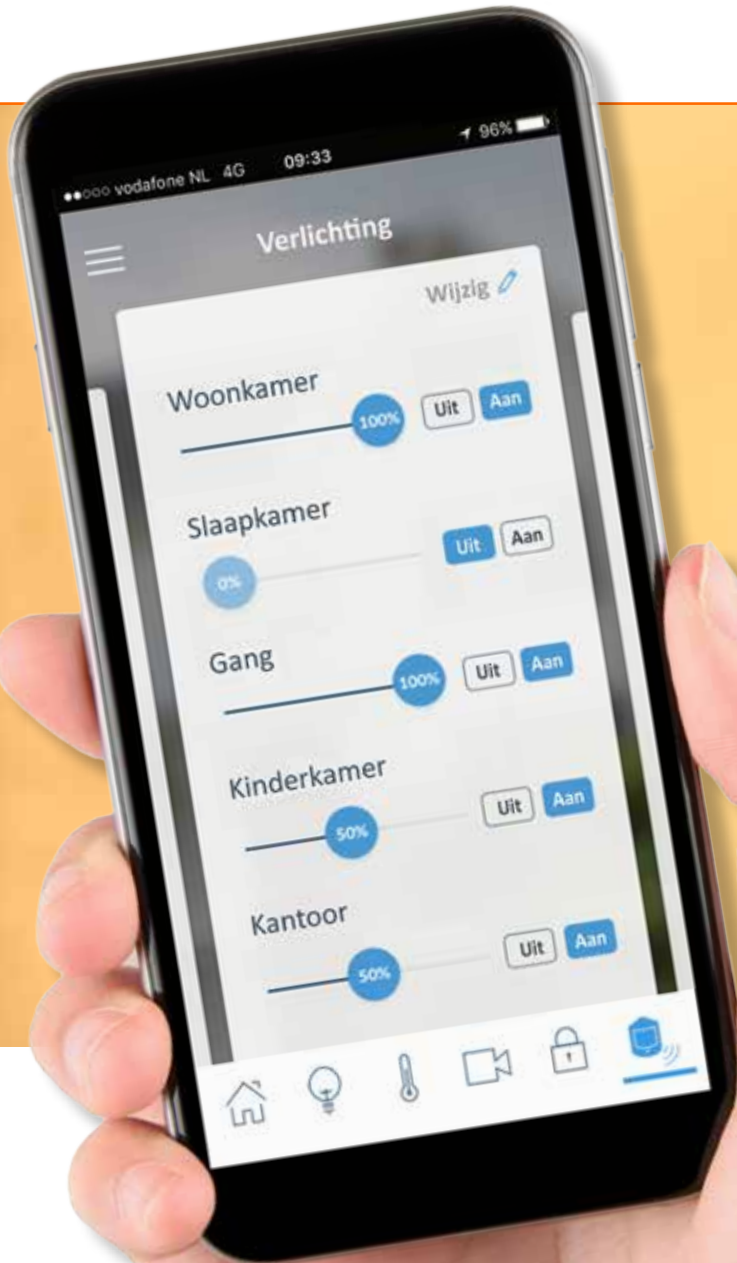 vodafone NL 4G 09:33 96%
Verlichting
Wijzig
Woonkamer
100% Uit Aan
Slaapkamer
0% Uit Aan
Gang
100% Uit Aan
Kinderkamer
50% Uit Aan
Kantoor
50% Uit Aan